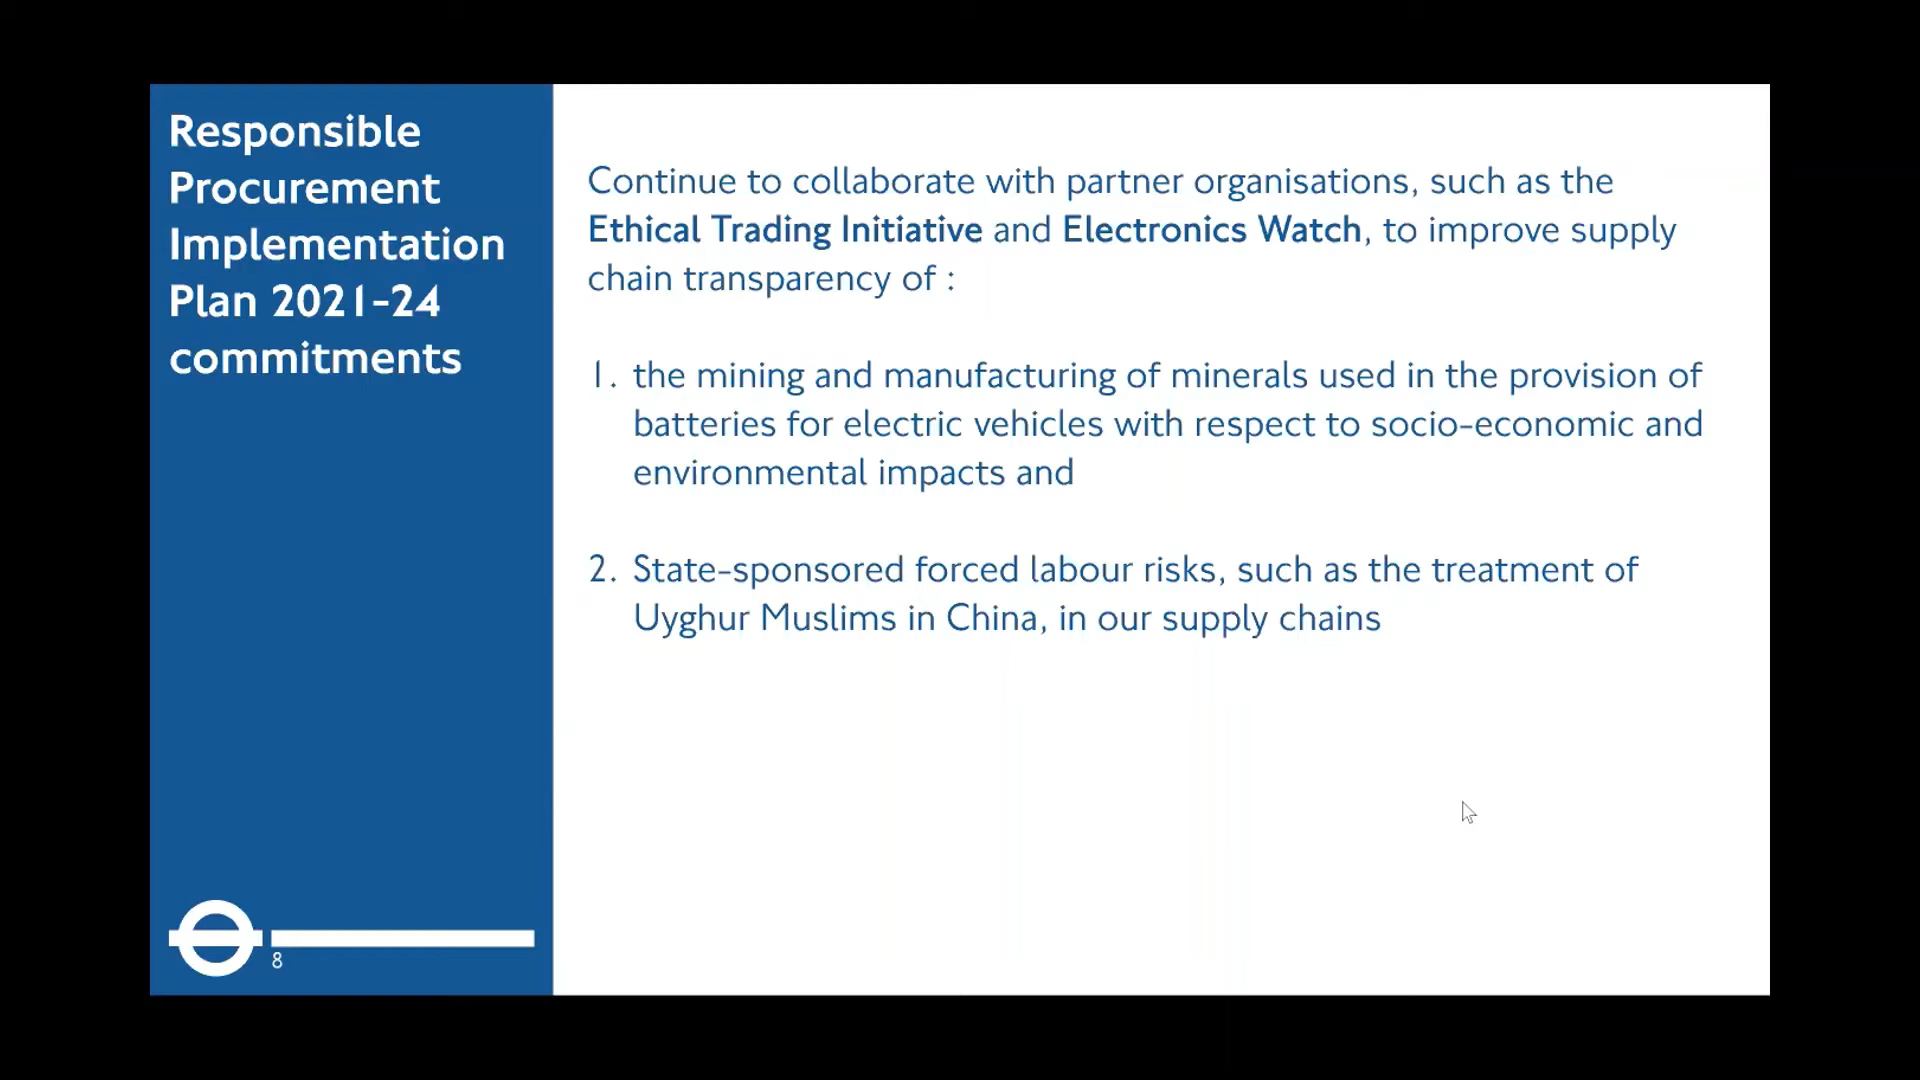 Responsible
Procurement
Implementation
Plan 2021-24
commitments
Continue to collaborate with partner organisations, such as the
Ethical Trading Initiative and Electronics Watch, to improve supply
chain transparency of :
1. the mining and manufacturing of minerals used in the provision of
batteries for electric vehicles with respect to socio-economic and
environmental impacts and
2. State-sponsored forced labour risks, such as the treatment of
Uyghur Muslims in China, in our supply chains
8